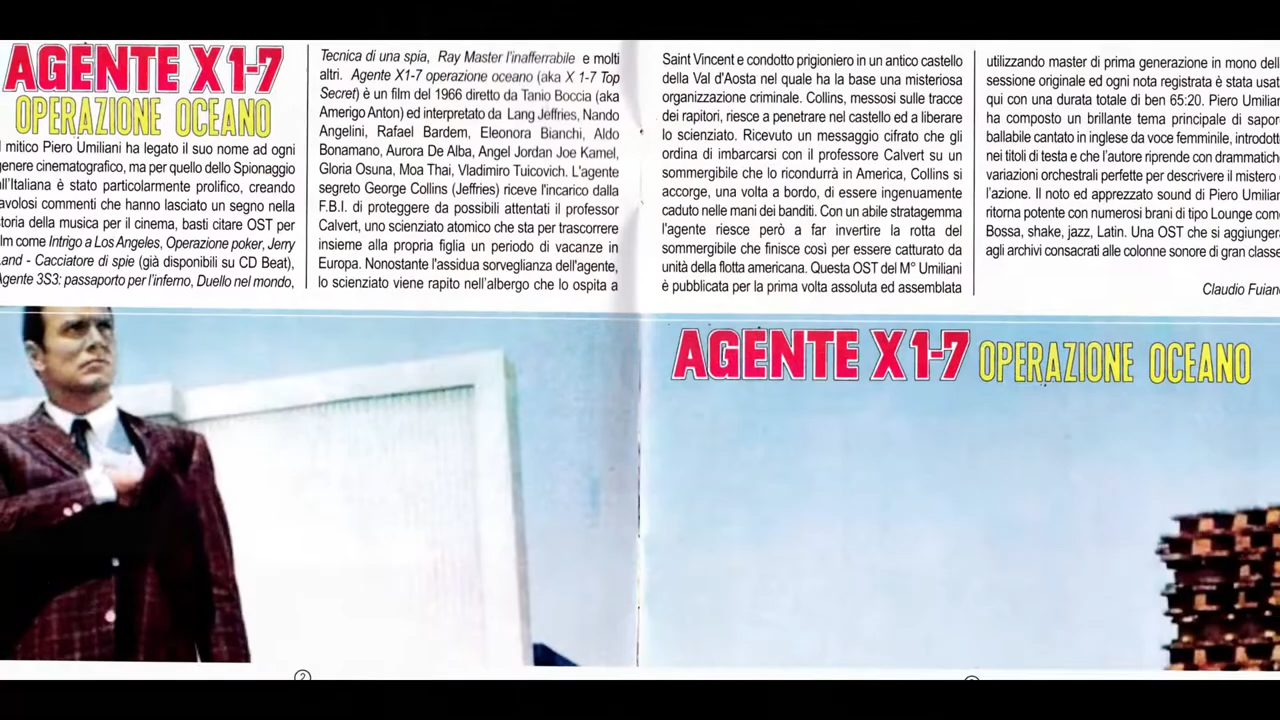 AGENTE X 1-7
OPERAZIONE OCEANO
l mitico Piero Umiliani ha legato il suo nome ad ogni
enere cinematografico, ma per quello dello Spionaggio
ll'Italiana è stato particolarmente prolifico, creando
avolosi commenti che hanno lasciato un segno nella
toria della musica per il cinema, basti citare OST per
lm come Intrigo a Los Angeles, Operazione poker, Jerry
and - Cacciatore di spie (già disponibili su CD Beat),
Agente 3S3: passaporto per l'inferno, Duello nel mondo,
Tecnica di una spia, Ray Master l'inafferrabile e molti
altri. Agente X1-7 operazione oceano (aka X 1-7 Top
Secret) è un film del 1966 diretto da Tanio Boccia (aka
Amerigo Anton) ed interpretato da Lang Jeffries, Nando
Angelini, Rafael Bardem, Eleonora Bianchi, Aldo
Bonamano, Aurora De Alba, Angel Jordan Joe Kamel,
Gloria Osuna, Moa Thai, Vladimiro Tuicovich. L'agente
segreto George Collins (Jeffries) riceve l'incarico dalla
F.B.I. di proteggere da possibili attentati il professor
Calvert, uno scienziato atomico che sta per trascorrere
insieme alla propria figlia un periodo di vacanze in
Europa. Nonostante l'assidua sorveglianza dell'agente,
lo scienziato viene rapito nell'albergo che lo ospita a
Saint Vincent e condotto prigioniero in un antico castello
della Val d'Aosta nel quale ha la base una misteriosa
organizzazione criminale. Collins, messosi sulle tracce
dei rapitori, riesce a penetrare nel castello ed a liberare
lo scienziato. Ricevuto un messaggio cifrato che gli
ordina di imbarcarsi con il professore Calvert su un
sommergibile che lo ricondurrà in America, Collins si
accorge, una volta a bordo, di essere ingenuamente
caduto nelle mani dei banditi. Con un abile stratagemma
l'agente riesce però a far invertire la rotta del
sommergibile che finisce così per essere catturato da
unità della flotta americana. Questa OST del M° Umiliani
è pubblicata per la prima volta assoluta ed assemblata
utilizzando master di prima generazione in mono dell
sessione originale ed ogni nota registrata è stata usat
qui con una durata totale di ben 65:20. Piero Umilian
ha composto un brillante tema principale di sapor
ballabile cantato in inglese da voce femminile, introdott
nei titoli di testa e che l'autore riprende con drammatich
variazioni orchestrali perfette per descrivere il mistero
l'azione. Il noto ed apprezzato sound di Piero Umilian
ritorna potente con numerosi brani di tipo Lounge com
Bossa, shake, jazz, Latin. Una OST che si aggiunger
agli archivi consacrati alle colonne sonore di gran classe
Claudio Fuian
AGENTE X 1-7 OPERAZIONE OCEANO
2